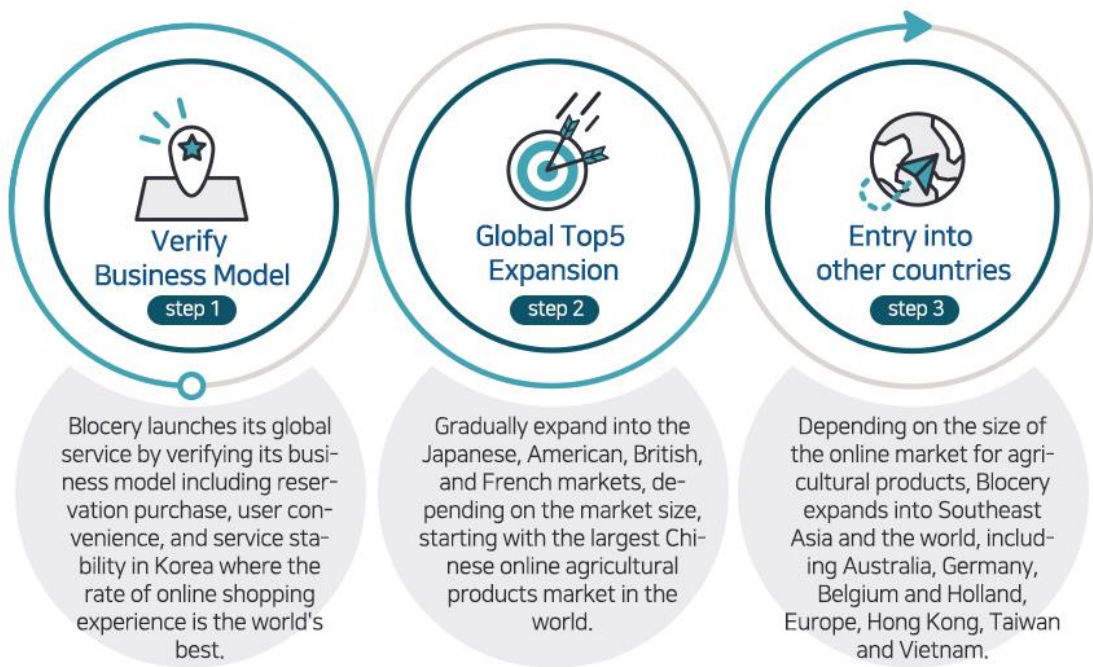 Verify
Business Model
step 1
Blocery launches its global
service by verifying its busi-
ness model including reser-
vation purchase, user con-
venience, and service sta-
bility in Korea where the
rate of online shopping
experience is the world's
best.
Global Top5
Expansion
step 2
Gradually expand into the
Japanese, American, British,
and French markets, de-
pending on the market size,
starting with the largest Chi-
nese online agricultural
products market in the
world.
Entry into
other countries
step 3
Depending on the size of
the online market for agri-
cultural products, Blocery
expands into Southeast
Asia and the world, includ-
ing Australia, Germany,
Belgium and Holland,
Europe, Hong Kong, Taiwan
and Vietnam.